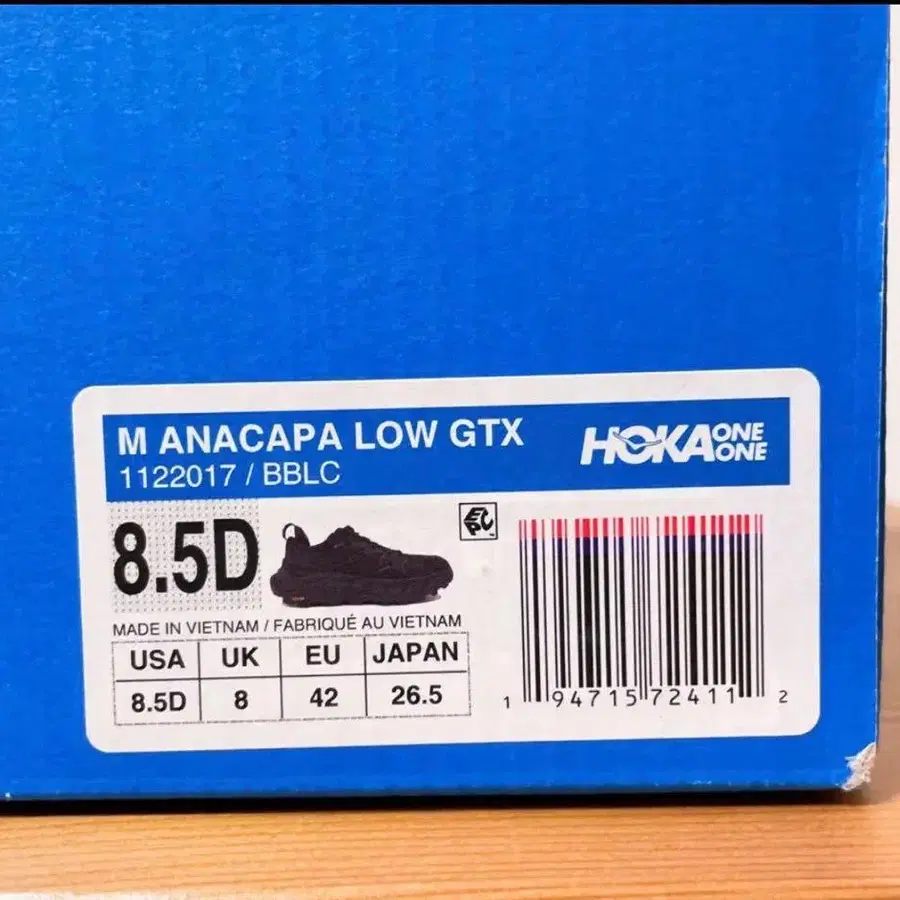 M ANACAPA LOW GTX
1122017 / BBLC
HOKA ONE ONE
8.5D
EPC
MADE IN VIETNAM / FABRIQUÉ AU VIETNAM
USA UK EU JAPAN
8.5D 8 42 26.5
1 94715 72411 2